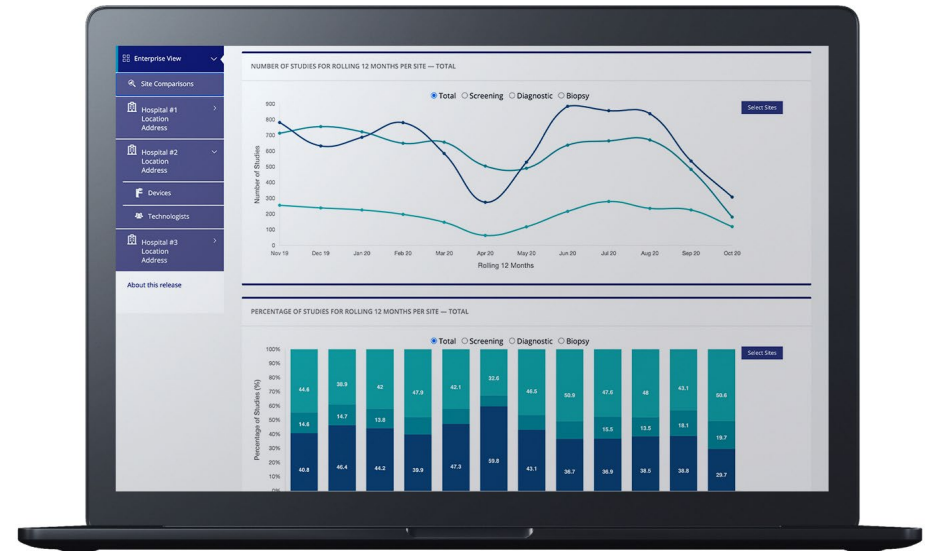 Enterprise View
Site Comparisons
Hospital #1
Location
Address
Hospital #2
Location
Address
Devices
Technologists
Hospital #3
Location
Address
About this release
NUMBER OF STUDIES FOR ROLLING 12 MONTHS PER SITE — TOTAL
Total Screening Diagnostic Biopsy
Select Sites
Number of Studies
900
800
700
600
500
400
300
200
100
0
Nov 19 Dec 19 Jan 20 Feb 20 Mar 20 Apr 20 May 20 Jun 20 Jul 20 Aug 20 Sep 20 Oct 20
Rolling 12 Months
PERCENTAGE OF STUDIES FOR ROLLING 12 MONTHS PER SITE — TOTAL
Total Screening Diagnostic Biopsy
Select Sites
Percentage of Studies (%)
100%
90%
80%
70%
60%
50%
40%
30%
20%
10%
0%
44.6 38.9 42 47.9 42.1 32.6 46.5 50.9 47.6 48 43.1 50.6
14.6 14.7 13.8 15.5 13.5 18.1 19.7
40.8 46.4 44.2 39.9 47.3 59.8 43.1 36.7 36.9 38.5 38.8 29.7